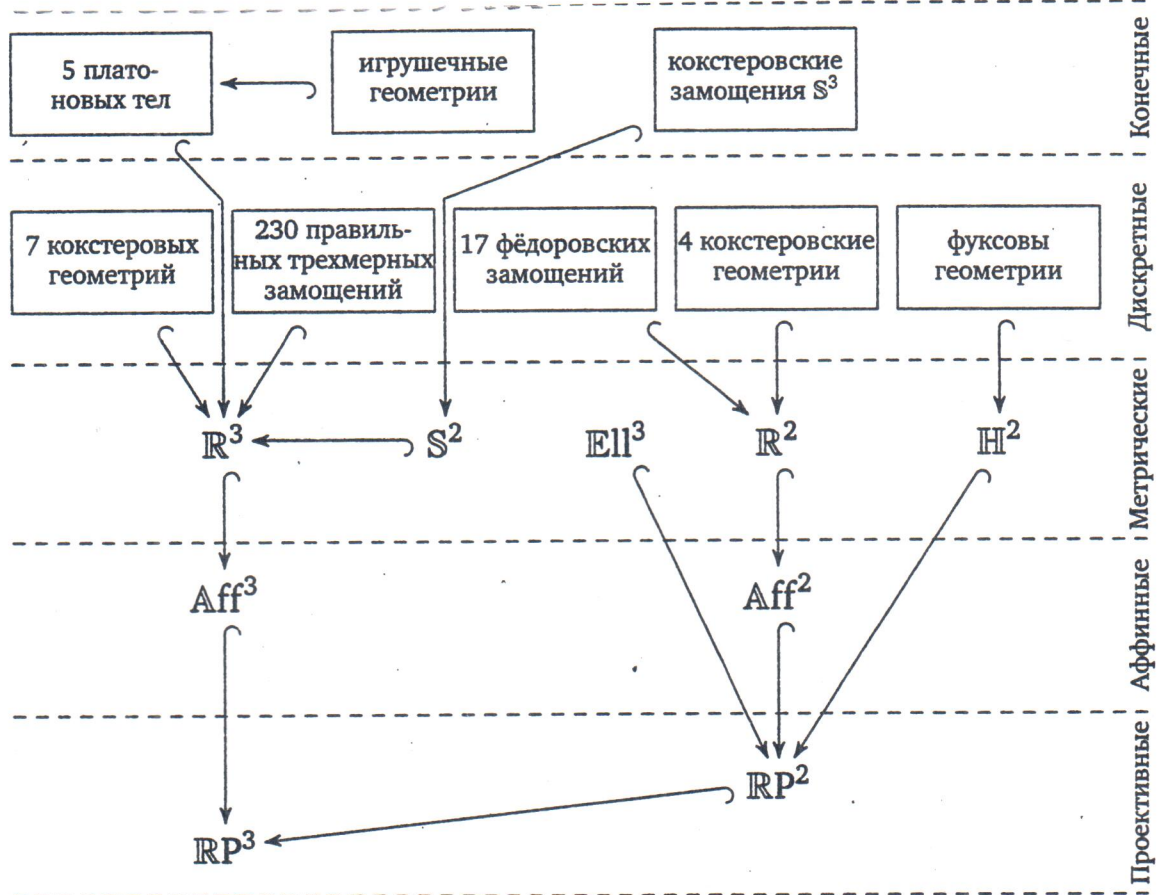 5 плато-
новых тел
игрушечные
геометрии
кокстеровские
замощения 𝕊³
Конечные
7 кокстеровых
геометрий
230 правиль-
ных трехмерных
замощений
17 фёдоровских
замощений
4 кокстеровские
геометрии
фуксовы
геометрии
Дискретные
ℝ³
𝕊²
𝔼ll³
ℝ²
ℍ²
Метрические
𝔸ff³
𝔸ff²
Аффинные
ℝP²
ℝP³
Проективные